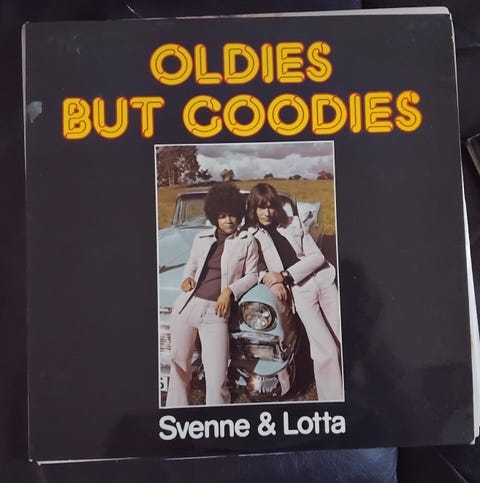 OLDIES
BUT GOODIES
Svenne & Lotta